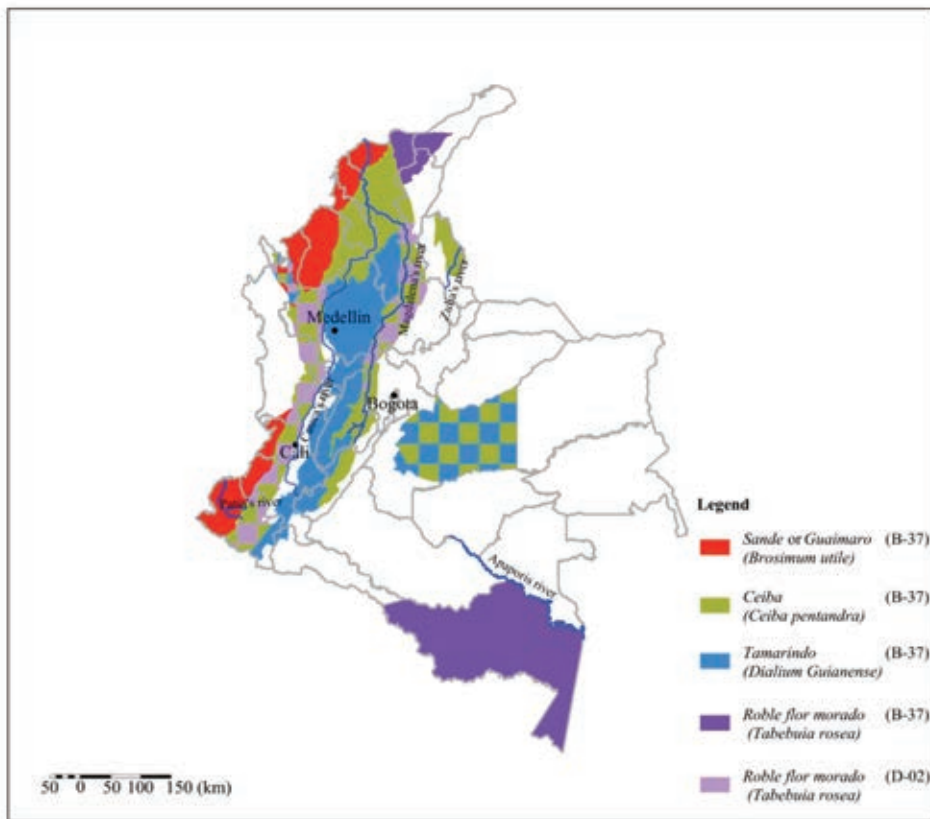 Magdalena's river
Zulia's river
Medellin
Bogota
Cauca's river
Cali
Patia's river
Apaporis river
Legend
Sande or Guaimaro (B-37)
(Brosimum utile)
Ceiba (B-37)
(Ceiba pentandra)
Tamarindo (B-37)
(Dialium Guianense)
Roble flor morado (B-37)
(Tabebuia rosea)
Roble flor morado (D-02)
(Tabebuia rosea)
50 0 50 100 150 (km)